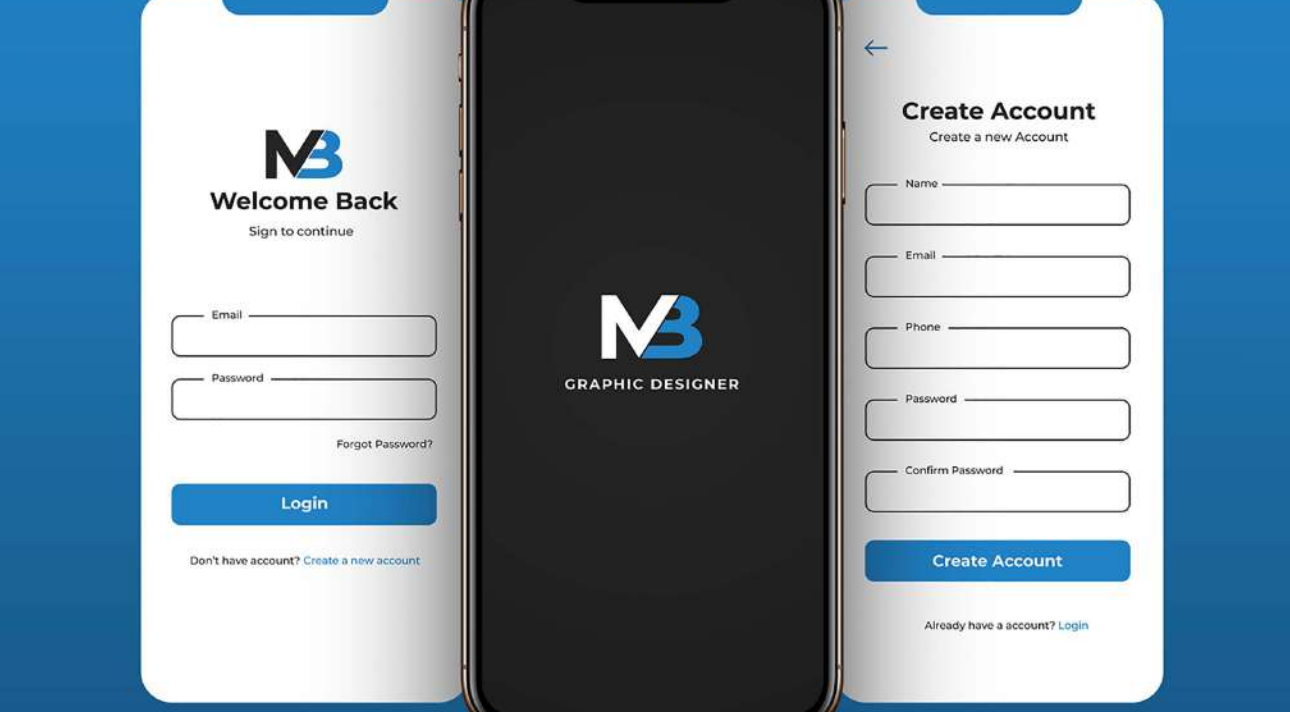 MB
Welcome Back
Sign to continue
Email
Password
Forgot Password?
Login
Don't have account? Create a new account
MB
GRAPHIC DESIGNER
Create Account
Create a new Account
Name
Email
Phone
Password
Confirm Password
Create Account
Already have a account? Login